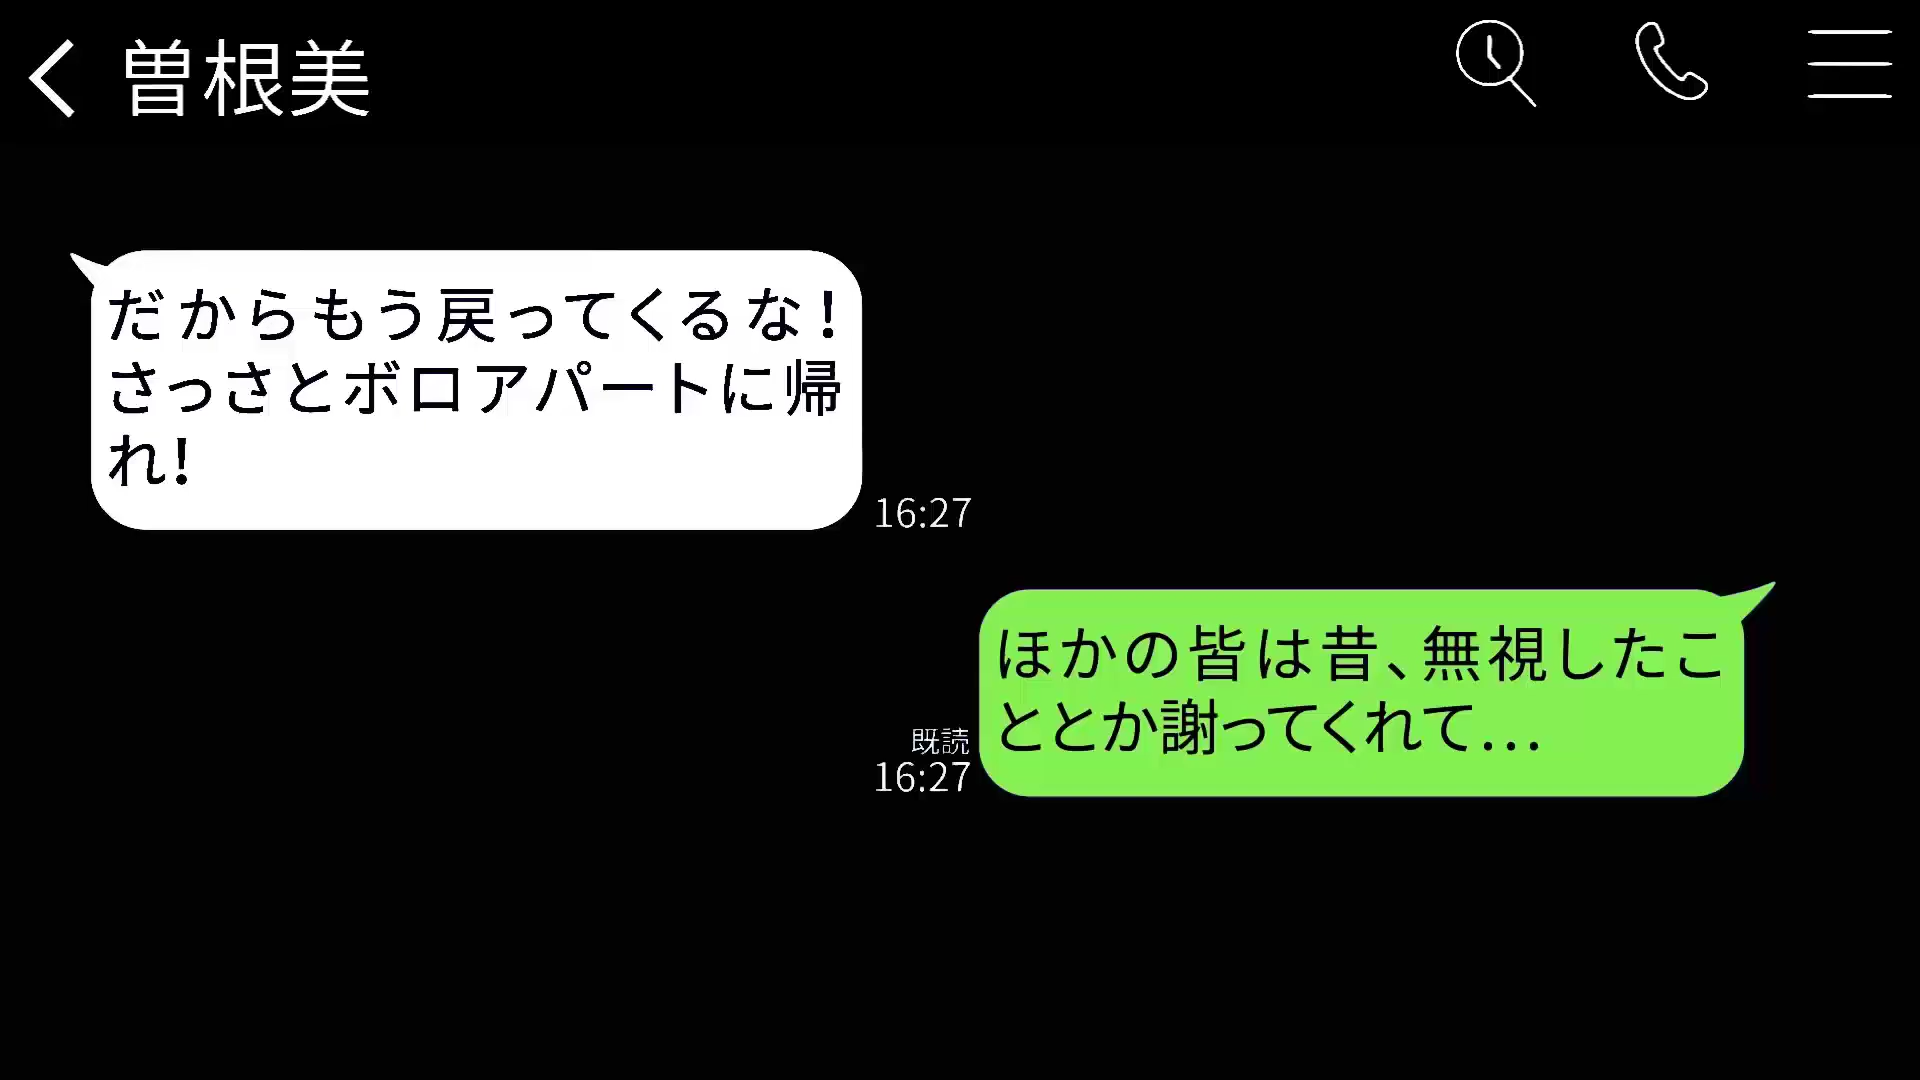 曽根美
だからもう戻ってくるな!
さっさとボロアパートに帰
れ!
16:27
ほかの皆は昔、無視したこ
ととか謝ってくれて…
既読
16:27